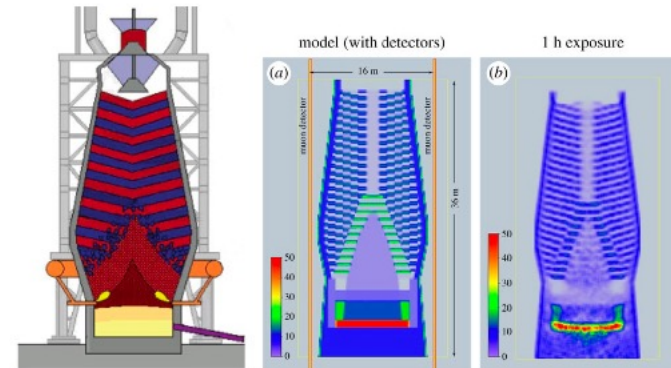 model (with detectors)
1 h exposure
(a)
16 m
(b)
muon detector
muon detector
36 m
50
40
30
20
10
0
50
40
30
20
10
0